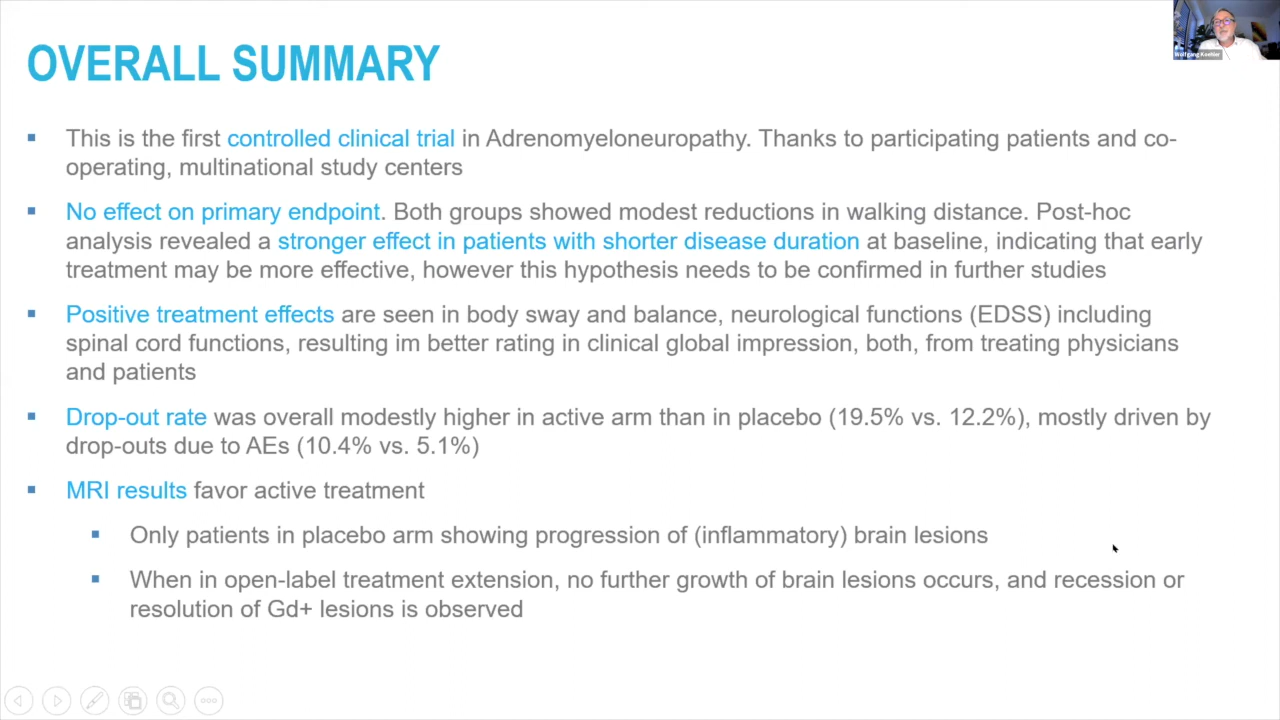 OVERALL SUMMARY
Wolfgang Koehler
This is the first controlled clinical trial in Adrenomyeloneuropathy. Thanks to participating patients and co-
operating, multinational study centers
No effect on primary endpoint. Both groups showed modest reductions in walking distance. Post-hoc
analysis revealed a stronger effect in patients with shorter disease duration at baseline, indicating that early
treatment may be more effective, however this hypothesis needs to be confirmed in further studies
Positive treatment effects are seen in body sway and balance, neurological functions (EDSS) including
spinal cord functions, resulting im better rating in clinical global impression, both, from treating physicians
and patients
Drop-out rate was overall modestly higher in active arm than in placebo (19.5% vs. 12.2%), mostly driven by
drop-outs due to AEs (10.4% vs. 5.1%)
MRI results favor active treatment
Only patients in placebo arm showing progression of (inflammatory) brain lesions
When in open-label treatment extension, no further growth of brain lesions occurs, and recession or
resolution of Gd+ lesions is observed